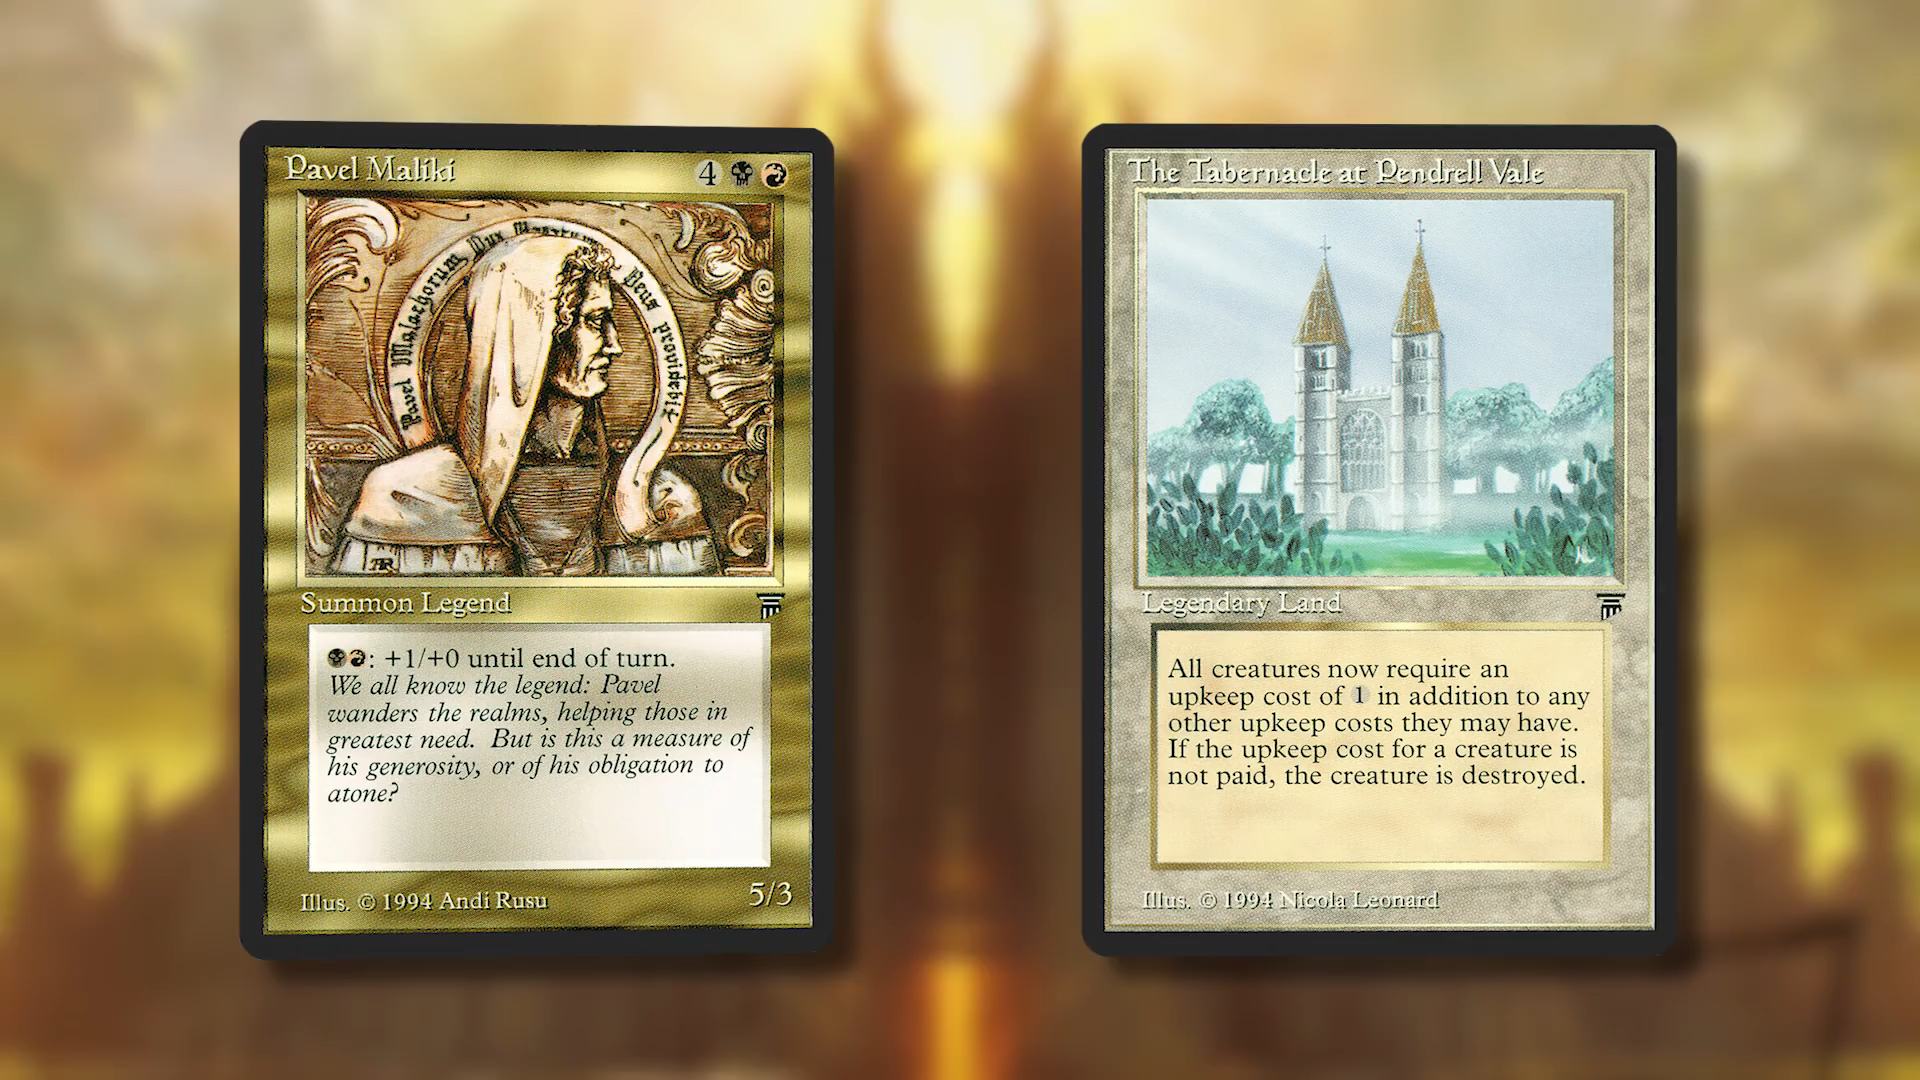 Pavel Maliki
4
Pavel Malachorum Dux
Deus
Summon Legend
: +1/+0 until end of turn.
We all know the legend: Pavel
wanders the realms, helping those in
greatest need. But is this a measure of
his generosity, or of his obligation to
atone?
Illus. © 1994 Andi Rusu
5/3
The Tabernacle at Pendrell Vale
Legendary Land
All creatures now require an
upkeep cost of 1 in addition to any
other upkeep costs they may have.
If the upkeep cost for a creature is
not paid, the creature is destroyed.
Illus. © 1994 Nicola Leonard